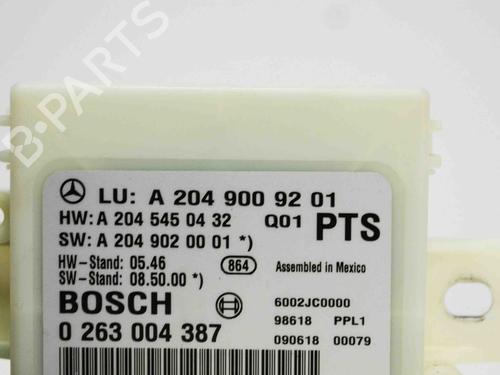 B-PARTS
LU: A 204 900 92 01
HW: A 204 545 04 32 Q01 PTS
SW: A 204 902 00 01 *)
HW-Stand: 05.46 864 Assembled in Mexico
SW-Stand: 08.50.00 *)
BOSCH 6002JC0000
0 263 004 387 98618 PPL1
090618 00079